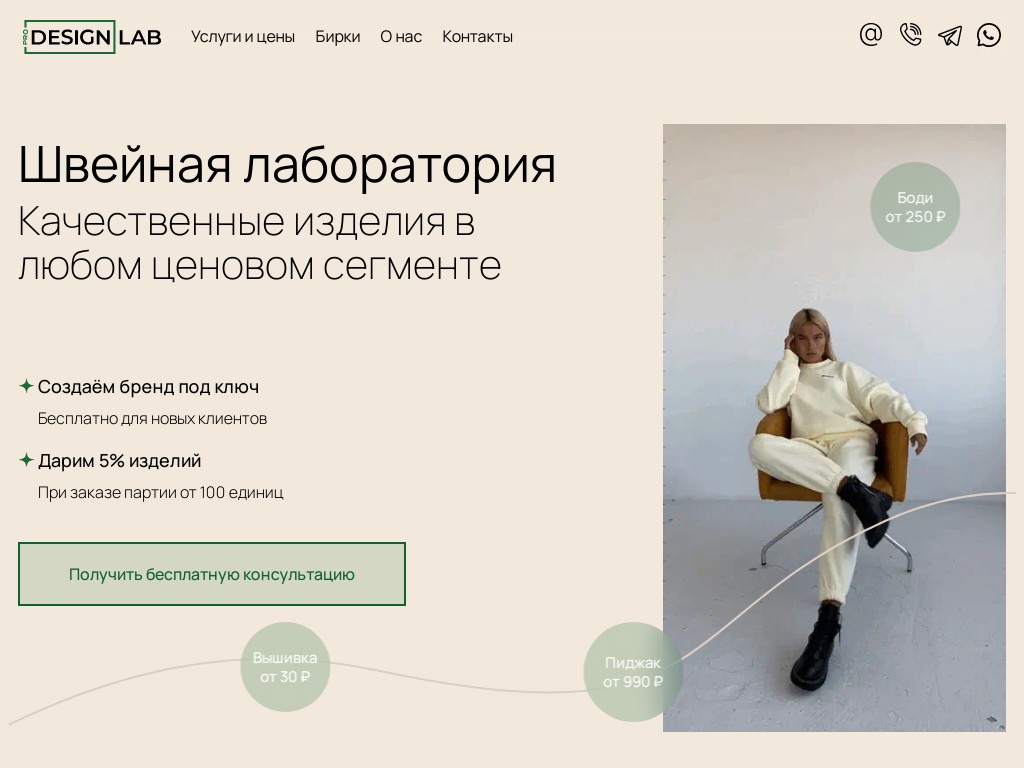 PRO DESIGN LAB
Услуги и цены
Бирки
О нас
Контакты
Швейная лаборатория
Качественные изделия в
любом ценовом сегменте
Боди
от 250 ₽
Создаём бренд под ключ
Бесплатно для новых клиентов
Дарим 5% изделий
При заказе партии от 100 единиц
Получить бесплатную консультацию
Вышивка
от 30 ₽
Пиджак
от 990 ₽